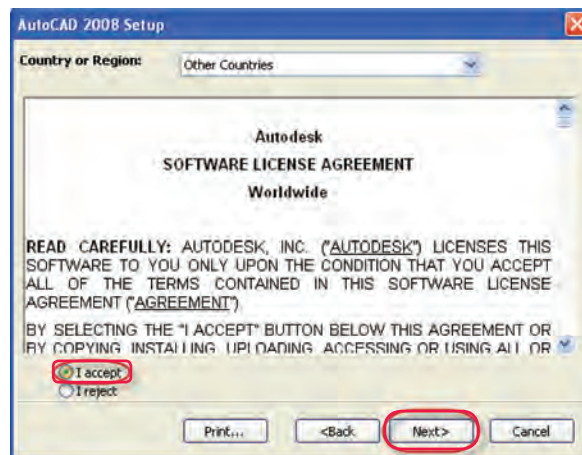 AutoCAD 2008 Setup
Country or Region:
Other Countries
Autodesk
SOFTWARE LICENSE AGREEMENT
Worldwide
READ CAREFULLY: AUTODESK, INC. ("AUTODESK") LICENSES THIS
SOFTWARE TO YOU ONLY UPON THE CONDITION THAT YOU ACCEPT
ALL OF THE TERMS CONTAINED IN THIS SOFTWARE LICENSE
AGREEMENT ("AGREEMENT")
BY SELECTING THE "I ACCEPT" BUTTON BELOW THIS AGREEMENT OR
BY COPYING, INSTALLING, UPLOADING, ACCESSING OR USING ALL OR
I accept
I reject
Print...
<Back
Next>
Cancel